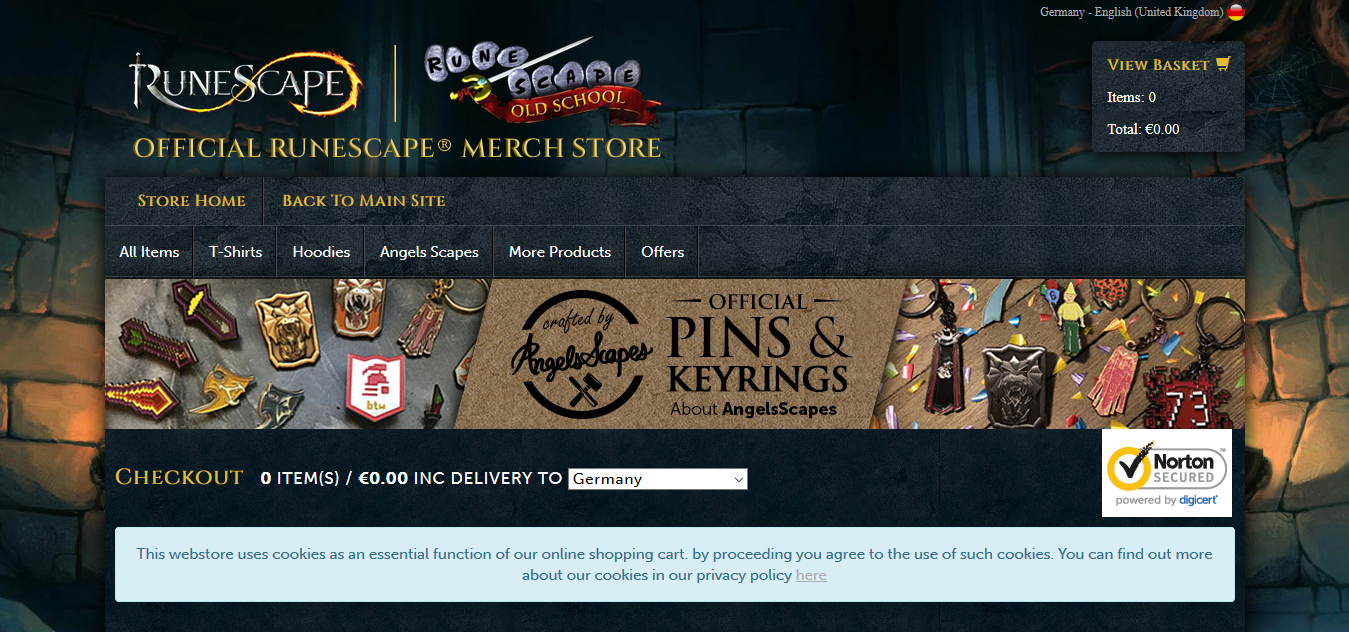 Germany - English (United Kingdom)
RUNESCAPE
RUNE
SCAPE
OLD SCHOOL
OFFICIAL RUNESCAPE® MERCH STORE
VIEW BASKET
Items: 0
Total: €0.00
STORE HOME
BACK TO MAIN SITE
All Items
T-Shirts
Hoodies
Angels Scapes
More Products
Offers
crafted by
AngelsScapes
OFFICIAL
PINS &
KEYRINGS
About AngelsScapes
btw
73
CHECKOUT 0 ITEM(S) / €0.00 INC DELIVERY TO Germany
Norton
SECURED
powered by digicert
This webstore uses cookies as an essential function of our online shopping cart. by proceeding you agree to the use of such cookies. You can find out more
about our cookies in our privacy policy here